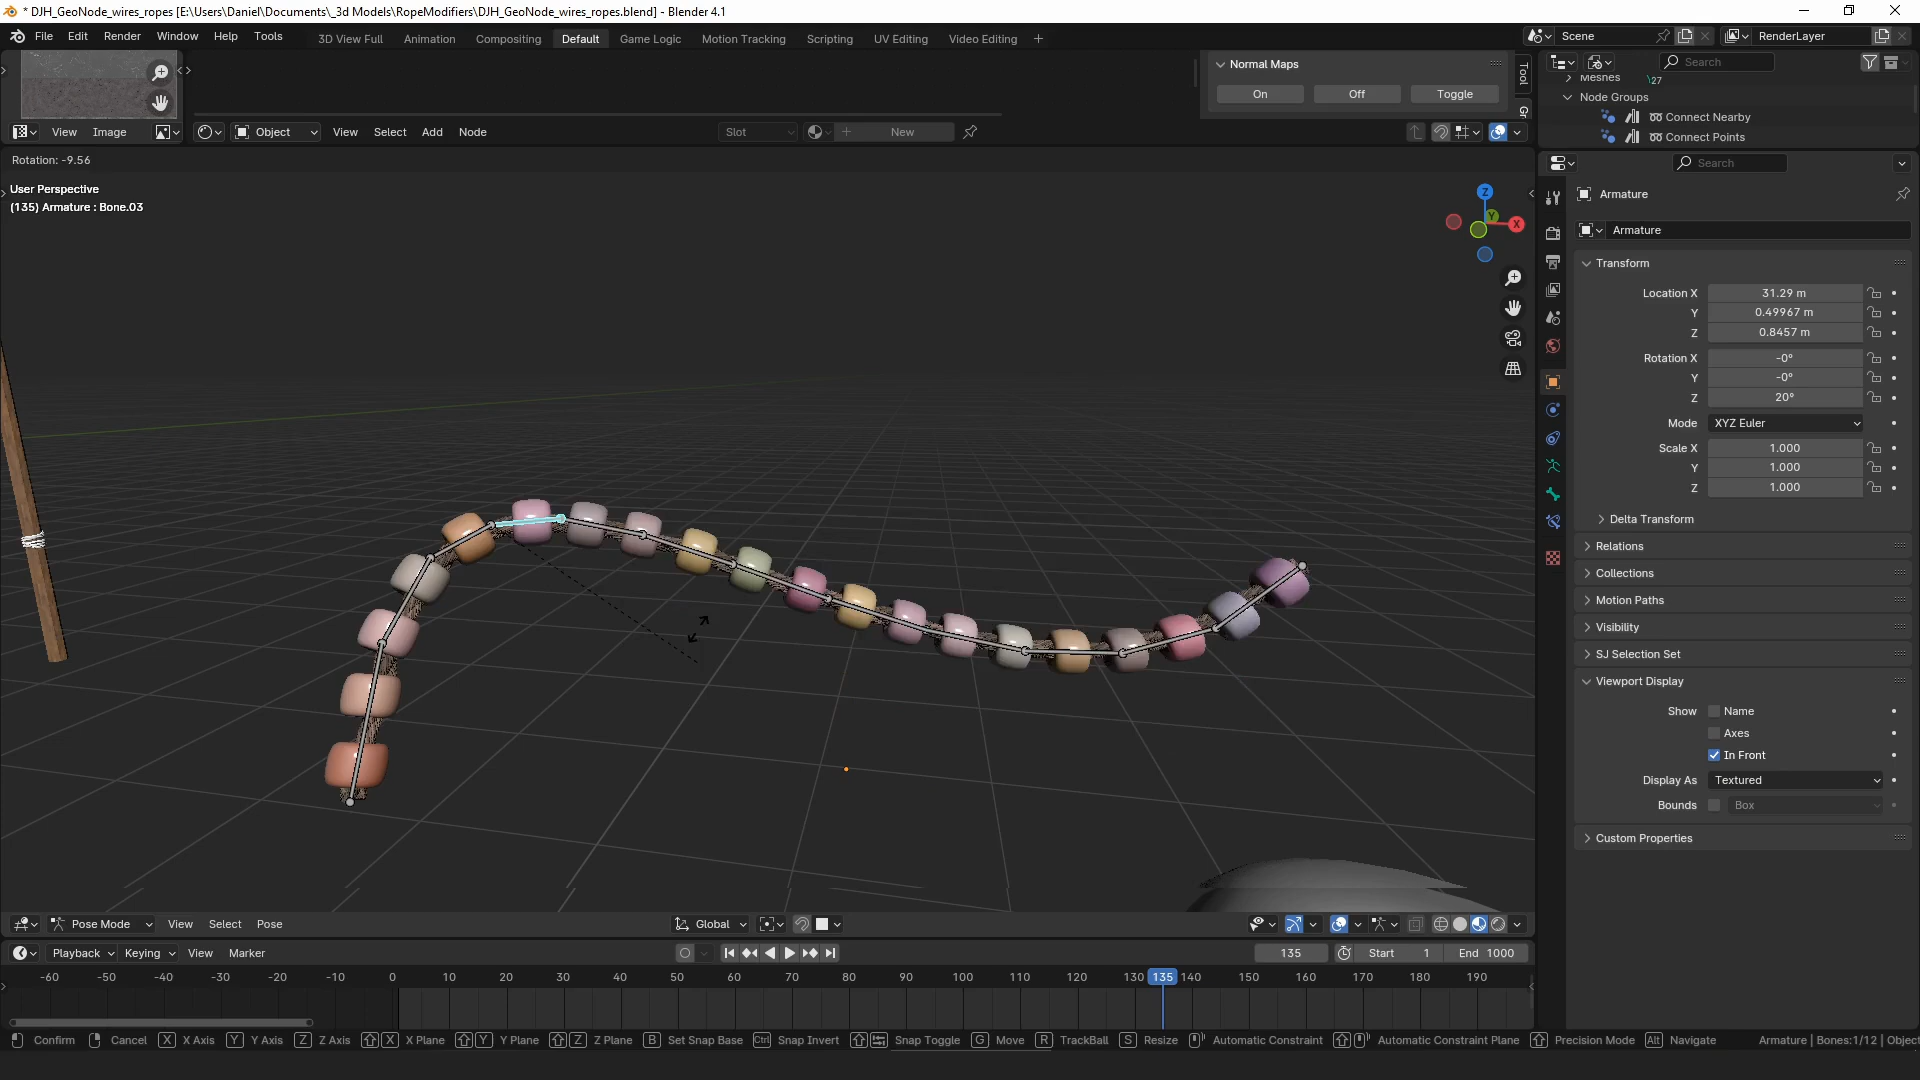 * DJH_GeoNode_wires_ropes [E:\Users\Daniel\Documents\_3d Models\RopeModifiers\DJH_GeoNode_wires_ropes.blend] - Blender 4.1
File Edit Render Window Help Tools
3D View Full Animation Compositing Default Game Logic Motion Tracking Scripting UV Editing Video Editing +
Scene
RenderLayer
Normal Maps
On Off Toggle
Tool
Search
Meshes 27
Node Groups
Connect Nearby
Connect Points
View Image
Object View Select Add Node
Slot
New
Rotation: -9.56
User Perspective
(135) Armature : Bone.03
Z
Y
X
Search
Armature
Armature
Transform
Location X 31.29 m
Y 0.49967 m
Z 0.8457 m
Rotation X -0°
Y -0°
Z 20°
Mode XYZ Euler
Scale X 1.000
Y 1.000
Z 1.000
Delta Transform
Relations
Collections
Motion Paths
Visibility
SJ Selection Set
Viewport Display
Show Name
Axes
In Front
Display As Textured
Bounds Box
Custom Properties
Pose Mode View Select Pose
Global
Playback Keying View Marker
135 Start 1 End 1000
-60 -50 -40 -30 -20 -10 0 10 20 30 40 50 60 70 80 90 100 110 120 130 135 140 150 160 170 180 190
Confirm Cancel X X Axis Y Y Axis Z Z Axis X X Plane Y Y Plane Z Z Plane B Set Snap Base Ctrl Snap Invert Snap Toggle G Move R TrackBall S Resize Automatic Constraint Automatic Constraint Plane Precision Mode Alt Navigate Armature | Bones:1/12 | Object